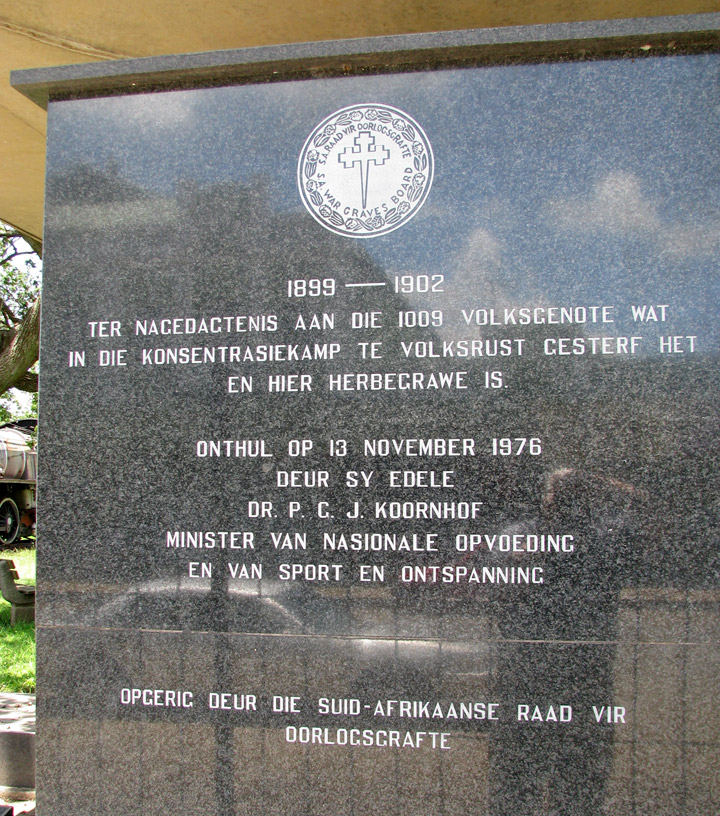 S.A. RAAD VIR OORLOGSGRAFTE
S.A. WAR GRAVES BOARD
1899 — 1902
TER NAGEDAGTENIS AAN DIE 1009 VOLKSGENOTE WAT
IN DIE KONSENTRASIEKAMP TE VOLKSRUST GESTERF HET
EN HIER HERBEGRAWE IS.
ONTHUL OP 13 NOVEMBER 1976
DEUR SY EDELE
DR. P. G. J. KOORNHOF
MINISTER VAN NASIONALE OPVOEDING
EN VAN SPORT EN ONTSPANNING
OPGERIG DEUR DIE SUID-AFRIKAANSE RAAD VIR
OORLOGSGRAFTE